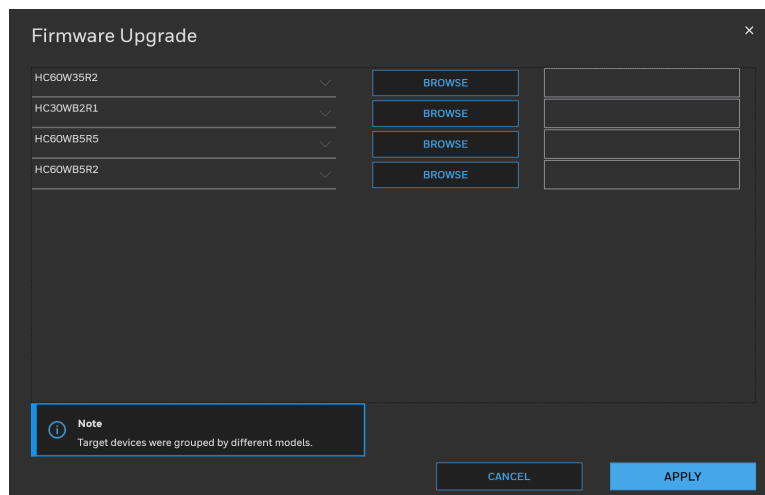 Firmware Upgrade
HC60W35R2
BROWSE
HC30WB2R1
BROWSE
HC60WB5R5
BROWSE
HC60WB5R2
BROWSE
Note
Target devices were grouped by different models.
CANCEL
APPLY